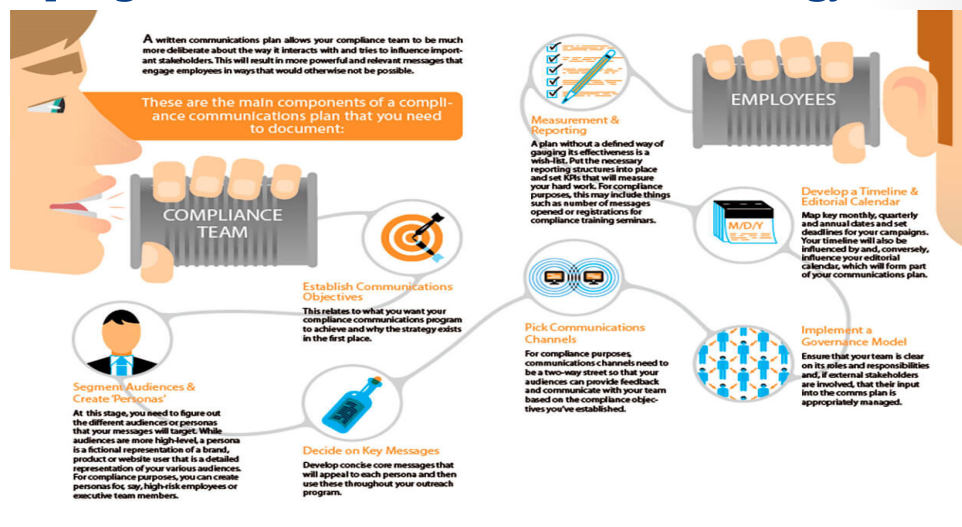 A written communications plan allows your compliance team to be much
more deliberate about the way it interacts with and tries to influence import-
ant stakeholders. This will result in more powerful and relevant messages that
engage employees in ways that would otherwise not be possible.
These are the main components of a compli-
ance communications plan that you need
to document:
COMPLIANCE
TEAM
Establish Communications
Objectives
This relates to what you want your
compliance communications program
to achieve and why the strategy exists
in the first place.
Segment Audiences &
Create 'Personas'
At this stage, you need to figure out
the different audiences or personas
that your messages will target. While
audiences are more high-level, a persona
is a fictional representation of a brand,
product or website user that is a detailed
representation of your various audiences.
For compliance purposes, you can create
personas for, say, high-risk employees or
executive team members.
Decide on Key Messages
Develop concise core messages that
will appeal to each persona and then
use these throughout your outreach
program.
Pick Communications
Channels
For compliance purposes,
communications channels need to
be a two-way street so that your
audiences can provide feedback
and communicate with your team
based on the compliance objec-
tives you've established.
Implement a
Governance Model
Ensure that your team is clear
on its roles and responsibilities
and, if external stakeholders
are involved, that their input
into the comms plan is
appropriately managed.
M/D/Y
Develop a Timeline &
Editorial Calendar
Map key monthly, quarterly
and annual dates and set
deadlines for your campaigns.
Your timeline will also be
influenced by and, conversely,
influence your editorial
calendar, which will form part
of your communications plan.
Measurement &
Reporting
A plan without a defined way of
gauging its effectiveness is a
wish-list. Put the necessary
reporting structures into place
and set KPIs that will measure
your hard work. For compliance
purposes, this may include things
such as number of messages
opened or registrations for
compliance training seminars.
EMPLOYEES